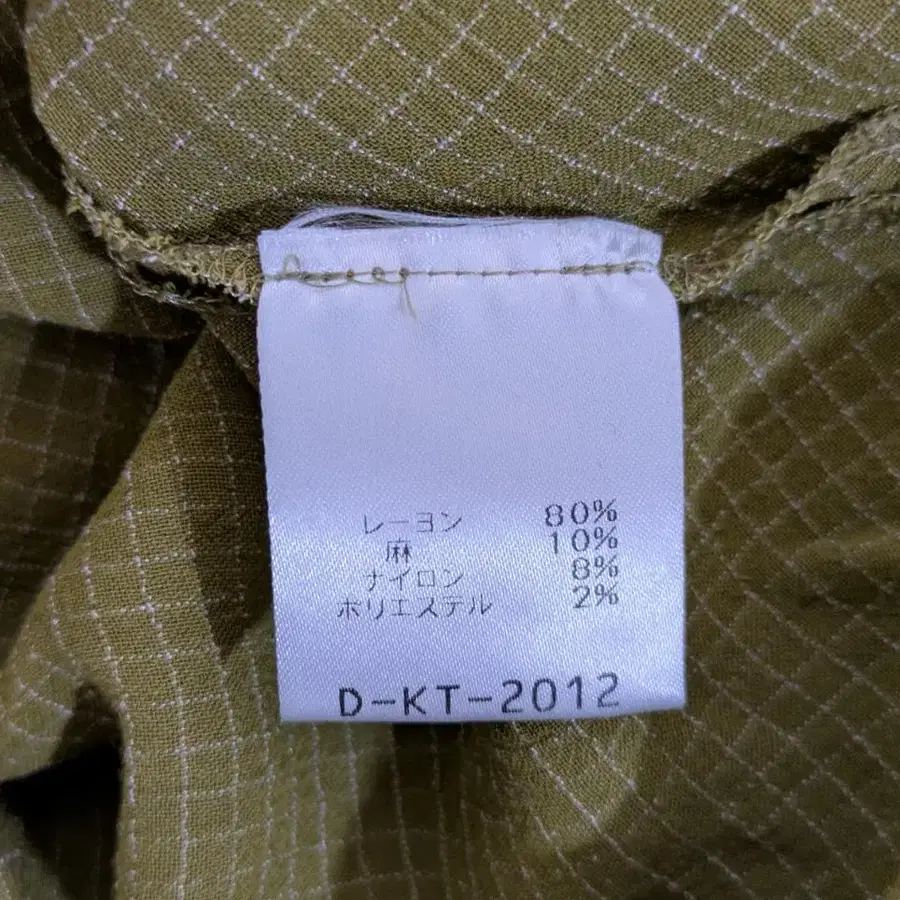 レーヨン 80%
麻 10%
ナイロン 8%
ポリエステル 2%
D-KT-2012